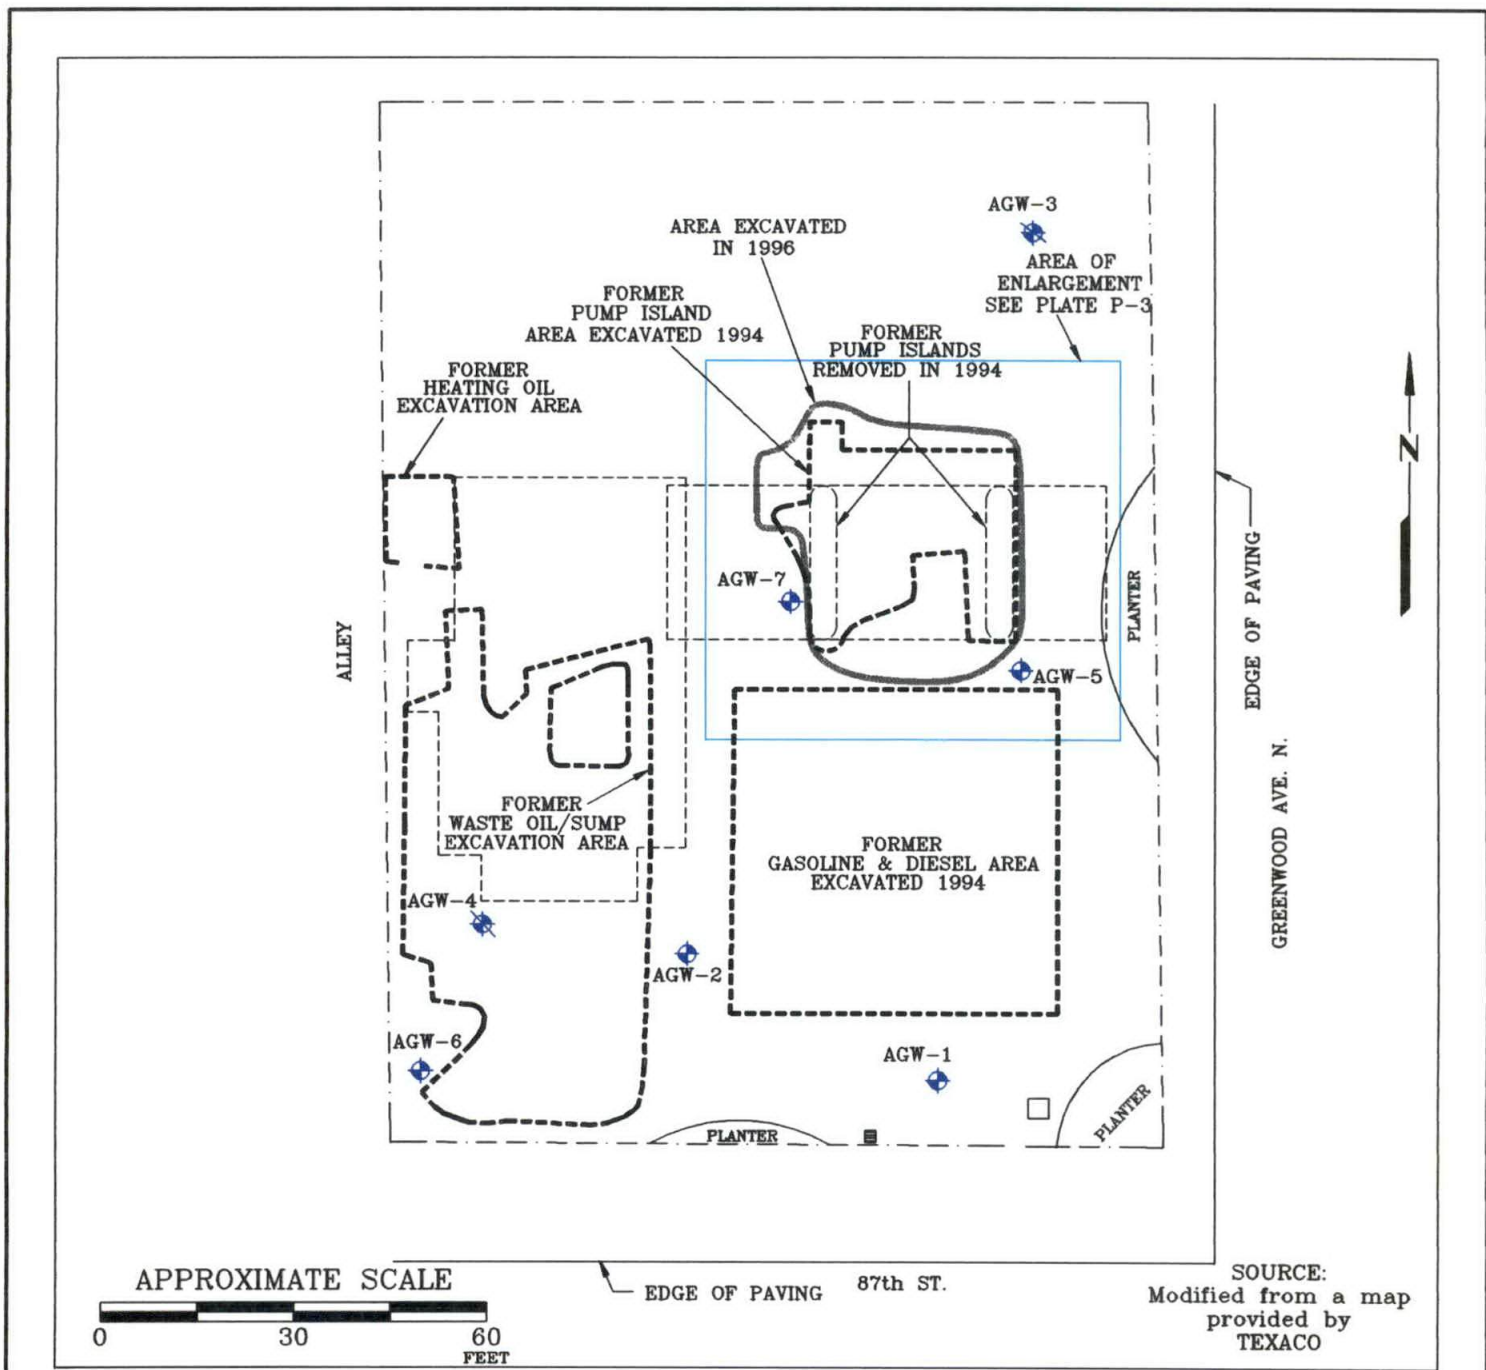 AGW-3
AREA EXCAVATED
IN 1996
AREA OF
ENLARGEMENT
SEE PLATE P-3
FORMER
PUMP ISLAND
AREA EXCAVATED 1994
FORMER
PUMP ISLANDS
REMOVED IN 1994
FORMER
HEATING OIL
EXCAVATION AREA
N
AGW-7
PLANTER
EDGE OF PAVING
ALLEY
AGW-5
GREENWOOD AVE. N.
FORMER
WASTE OIL/SUMP
EXCAVATION AREA
FORMER
GASOLINE & DIESEL AREA
EXCAVATED 1994
AGW-4
AGW-2
AGW-6
AGW-1
PLANTER
PLANTER
APPROXIMATE SCALE
0 30 60
FEET
EDGE OF PAVING
87th ST.
SOURCE:
Modified from a map
provided by
TEXACO